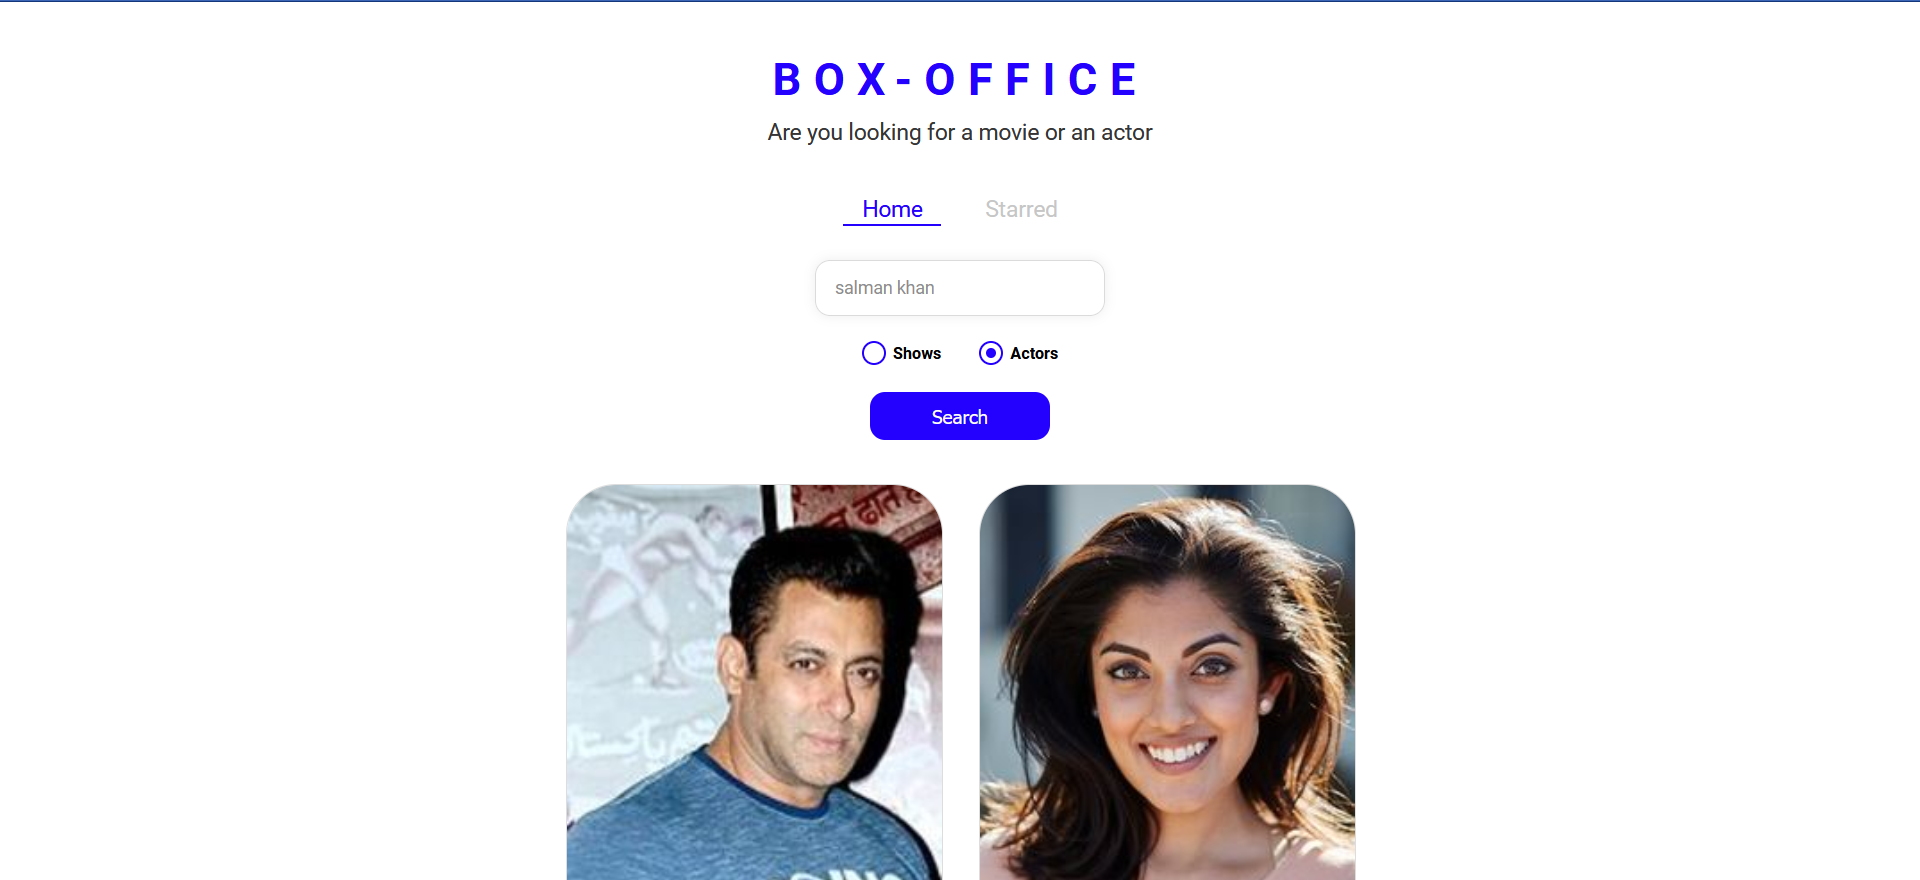 BOX-OFFICE
Are you looking for a movie or an actor
Home Starred
salman khan
Shows Actors
Search